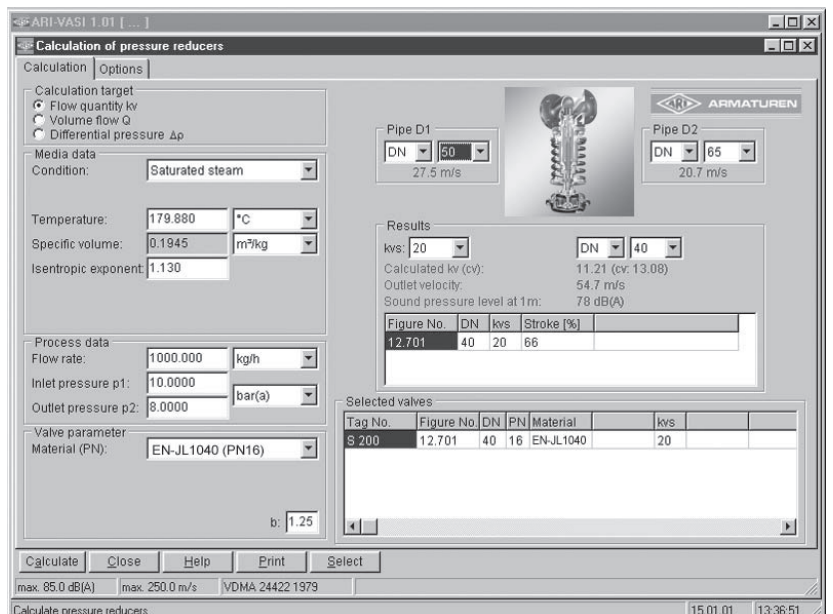 ARI-VASI 1.01 [ ... ]
Calculation of pressure reducers
Calculation Options
Calculation target
Flow quantity kv
Volume flow Q
Differential pressure Δp
Media data
Condition: Saturated steam
Temperature: 179.880 °C
Specific volume: 0.1945 m³/kg
Isentropic exponent: 1.130
Process data
Flow rate: 1000.000 kg/h
Inlet pressure p1: 10.0000
bar(a)
Outlet pressure p2: 8.0000
Valve parameter
Material (PN): EN-JL1040 (PN16)
b: 1.25
Pipe D1
DN 50
27.5 m/s
ARI ARMATUREN
Pipe D2
DN 65
20.7 m/s
Results
kvs: 20 DN 40
Calculated kv (cv): 11.21 (cv: 13.08)
Outlet velocity: 54.7 m/s
Sound pressure level at 1m: 78 dB(A)
Figure No. DN kvs Stroke [%]
12.701 40 20 66
Selected valves
Tag No. Figure No. DN PN Material kvs
S 200 12.701 40 16 EN-JL1040 20
Calculate Close Help Print Select
max. 85.0 dB(A) max. 250.0 m/s VDMA 24422 1979
Calculate pressure reducers 15.01.01 13:36:51